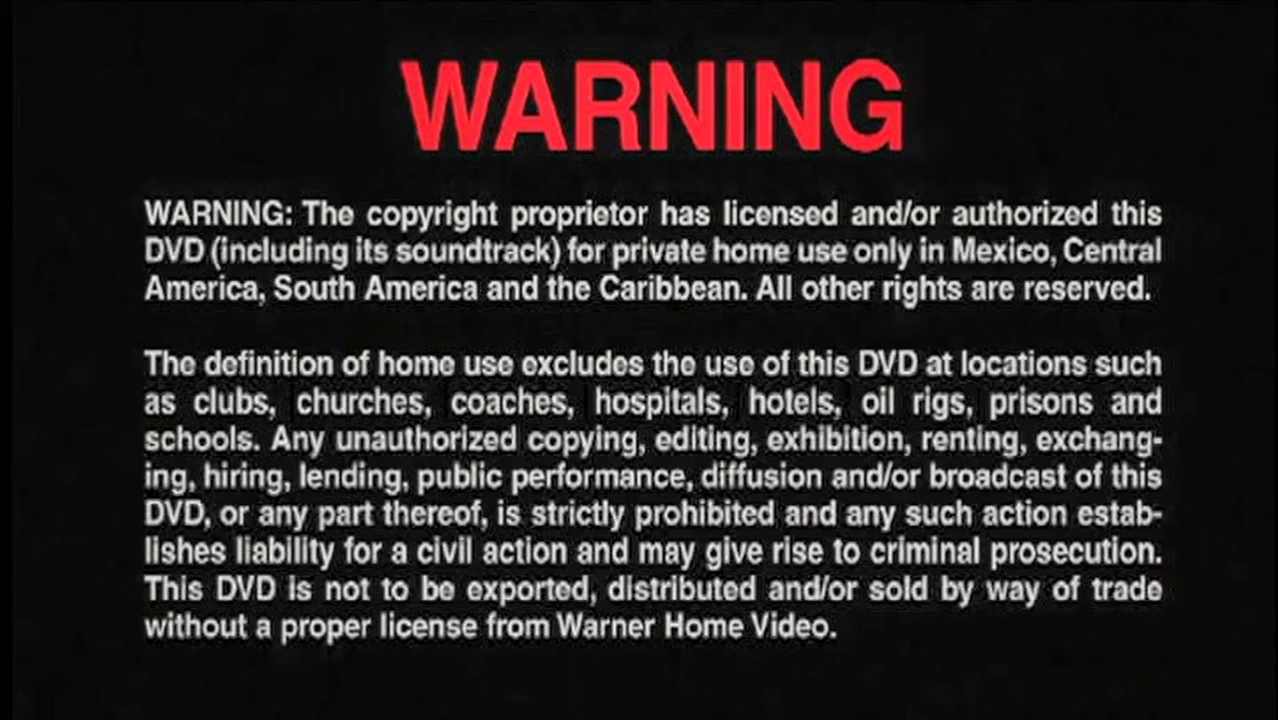 WARNING
WARNING: The copyright proprietor has licensed and/or authorized this
DVD (including its soundtrack) for private home use only in Mexico, Central
America, South America and the Caribbean. All other rights are reserved.
The definition of home use excludes the use of this DVD at locations such
as clubs, churches, coaches, hospitals, hotels, oil rigs, prisons and
schools. Any unauthorized copying, editing, exhibition, renting, exchang-
ing, hiring, lending, public performance, diffusion and/or broadcast of this
DVD, or any part thereof, is strictly prohibited and any such action estab-
lishes liability for a civil action and may give rise to criminal prosecution.
This DVD is not to be exported, distributed and/or sold by way of trade
without a proper license from Warner Home Video.